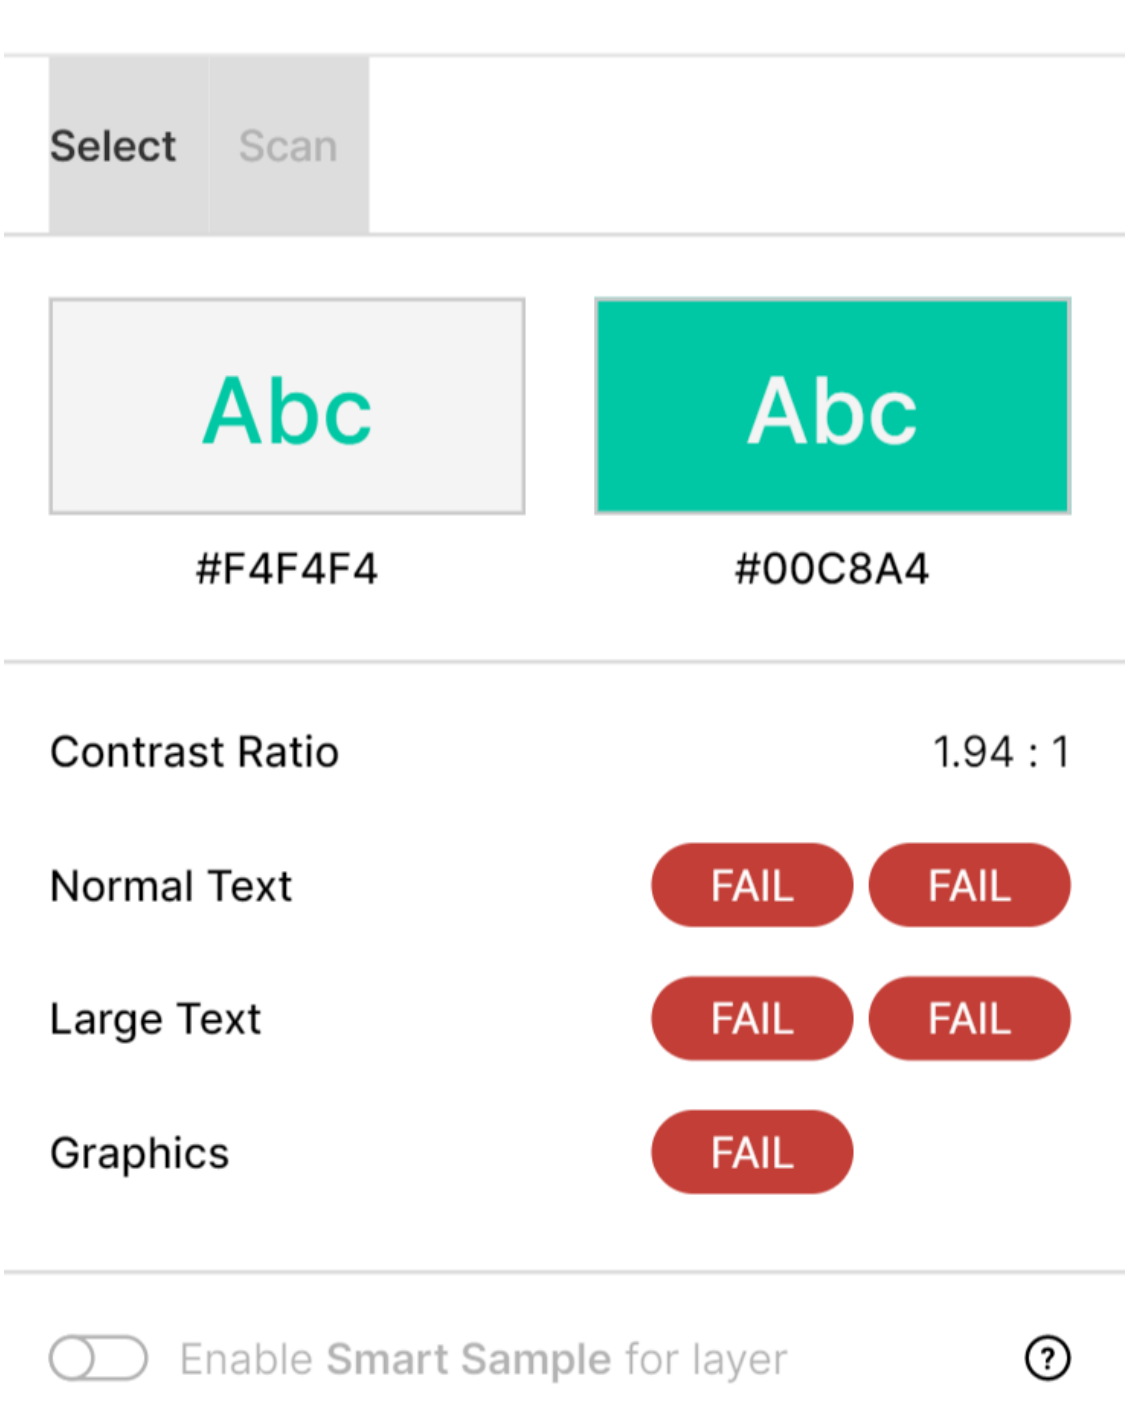 Select Scan
Abc Abc
#F4F4F4 #00C8A4
Contrast Ratio 1.94 : 1
Normal Text FAIL FAIL
Large Text FAIL FAIL
Graphics FAIL
Enable Smart Sample for layer ?